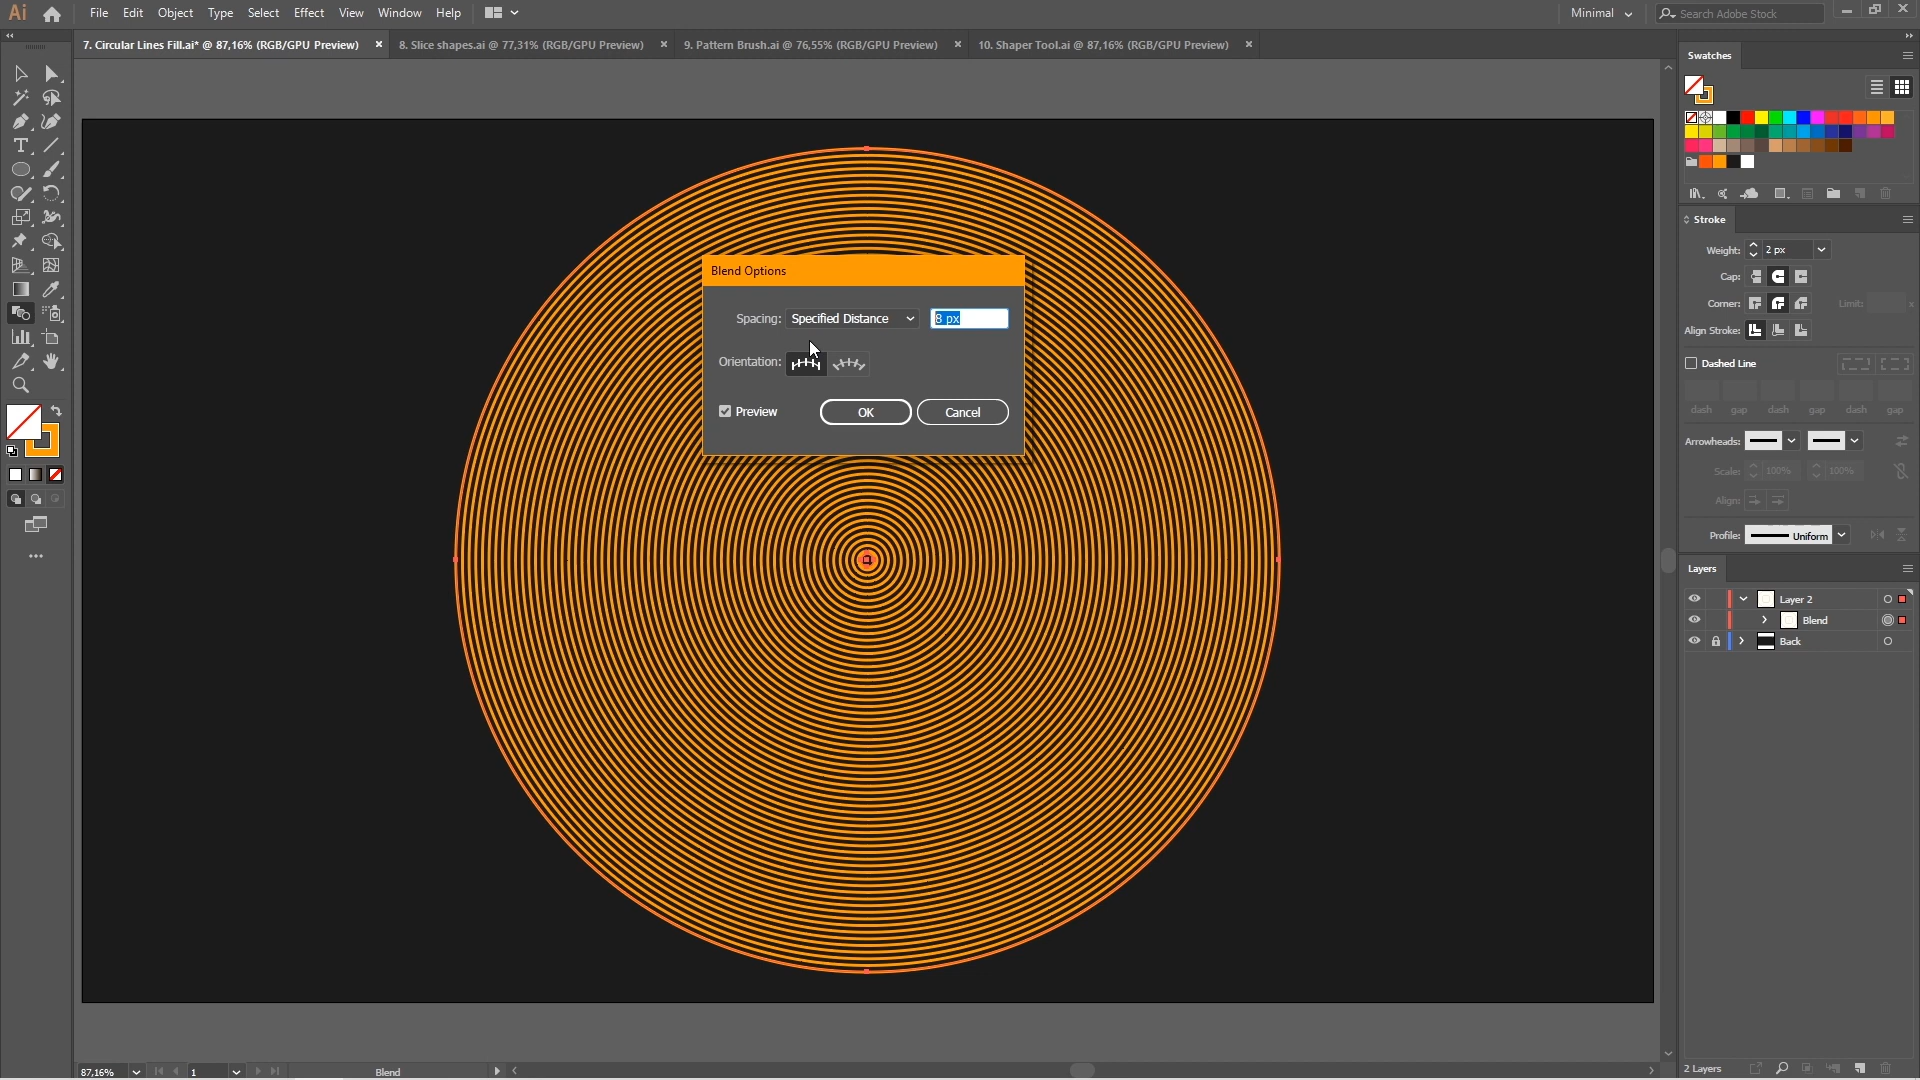 Ai File Edit Object Type Select Effect View Window Help Minimal Search Adobe Stock
7. Circular Lines Fill.ai* @ 87,16% (RGB/GPU Preview) × 8. Slice shapes.ai @ 77,31% (RGB/GPU Preview) × 9. Pattern Brush.ai @ 76,55% (RGB/GPU Preview) × 10. Shaper Tool.ai @ 87,16% (RGB/GPU Preview) ×
Swatches
Stroke
Weight: 2 px
Cap:
Corner: Limit: x
Align Stroke:
Dashed Line
dash gap dash gap dash gap
Arrowheads:
Scale: 100% 100%
Align:
Profile: Uniform
Layers
Layer 2
Blend
Back
2 Layers
Blend Options
Spacing: Specified Distance 8 px
Orientation:
Preview OK Cancel
87,16% 1 Blend